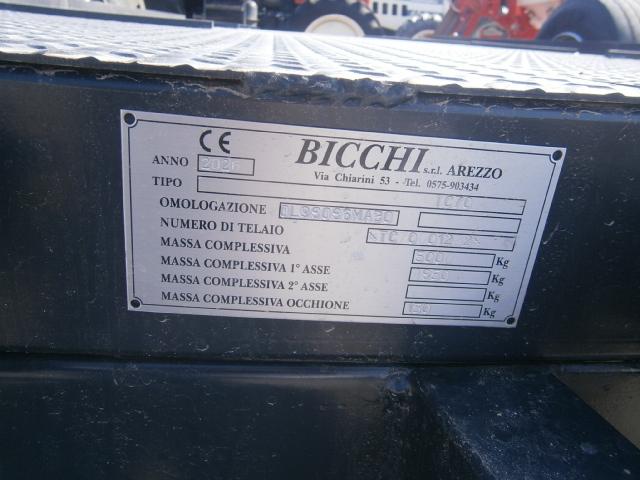 CE
BICCHI s.r.l. AREZZO
Via Chiarini 53 - Tel. 0575-903434
ANNO
TIPO
OMOLOGAZIONE
NUMERO DI TELAIO
MASSA COMPLESSIVA Kg
MASSA COMPLESSIVA 1° ASSE Kg
MASSA COMPLESSIVA 2° ASSE Kg
MASSA COMPLESSIVA OCCHIONE Kg